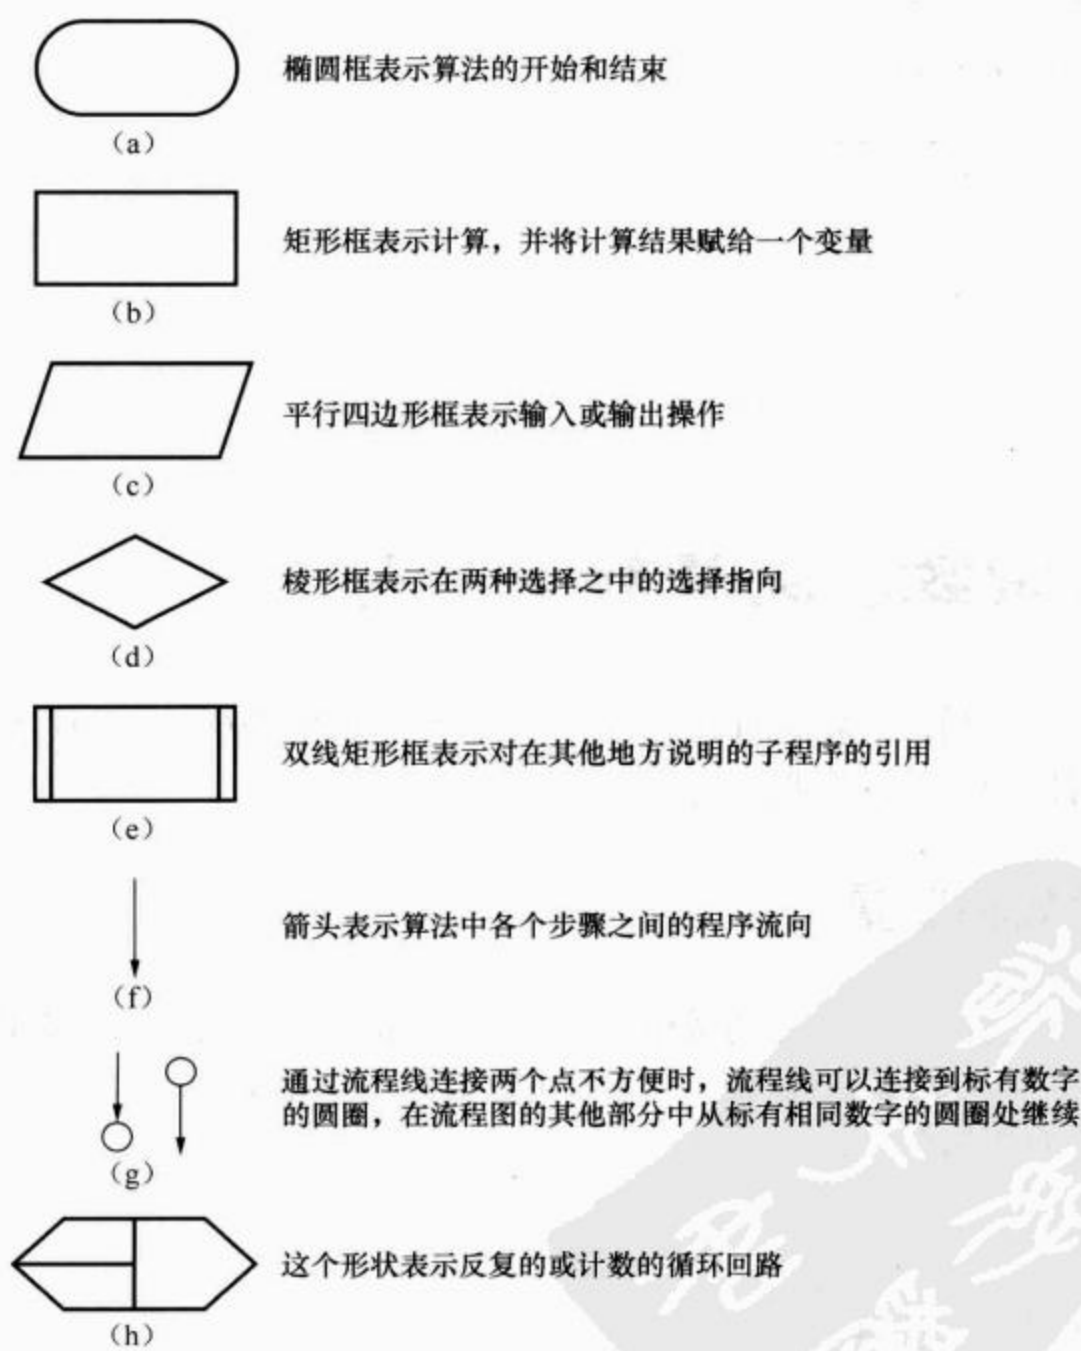 椭圆框表示算法的开始和结束
（a）
矩形框表示计算，并将计算结果赋给一个变量
（b）
平行四边形框表示输入或输出操作
（c）
棱形框表示在两种选择之中的选择指向
（d）
双线矩形框表示对在其他地方说明的子程序的引用
（e）
箭头表示算法中各个步骤之间的程序流向
（f）
通过流程线连接两个点不方便时，流程线可以连接到标有数字
的圆圈，在流程图的其他部分中从标有相同数字的圆圈处继续
（g）
这个形状表示反复的或计数的循环回路
（h）